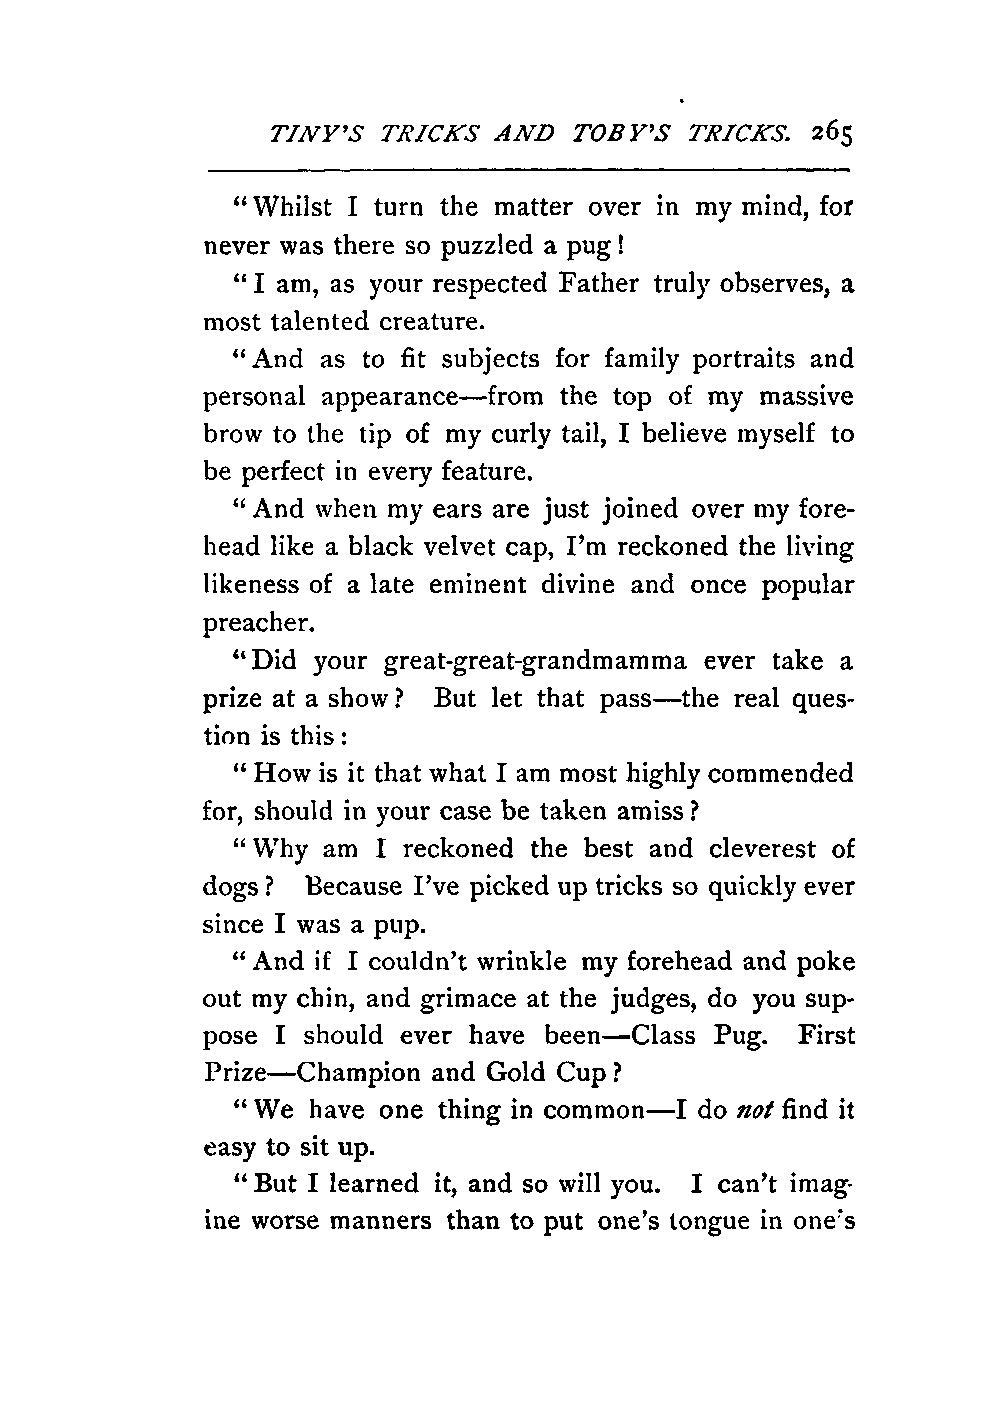 TINY'S TRICKS AND TOBY'S TRICKS. 265
“Whilst I turn the matter over in my mind, for
never was there so puzzled a pug!
“I am, as your respected Father truly observes, a
most talented creature.
“And as to fit subjects for family portraits and
personal appearance—from the top of my massive
brow to the tip of my curly tail, I believe myself to
be perfect in every feature.
“And when my ears are just joined over my fore-
head like a black velvet cap, I'm reckoned the living
likeness of a late eminent divine and once popular
preacher.
“Did your great-great-grandmamma ever take a
prize at a show? But let that pass—the real ques-
tion is this:
“How is it that what I am most highly commended
for, should in your case be taken amiss?
“Why am I reckoned the best and cleverest of
dogs? Because I've picked up tricks so quickly ever
since I was a pup.
“And if I couldn't wrinkle my forehead and poke
out my chin, and grimace at the judges, do you sup-
pose I should ever have been—Class Pug. First
Prize—Champion and Gold Cup?
“We have one thing in common—I do not find it
easy to sit up.
“But I learned it, and so will you. I can't imag-
ine worse manners than to put one's tongue in one's